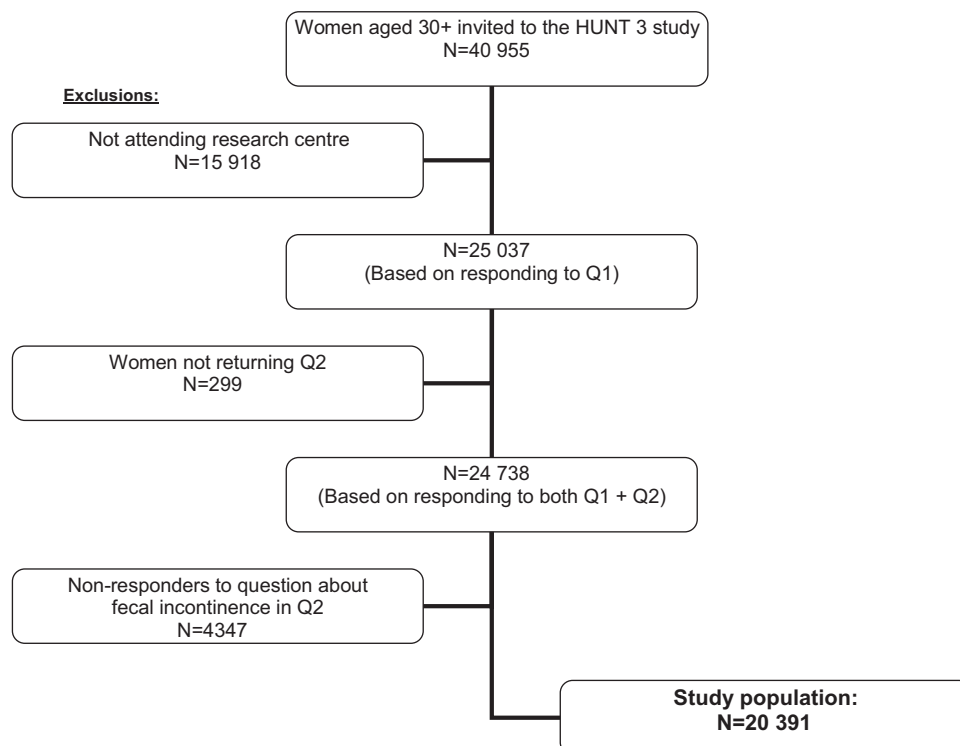 Women aged 30+ invited to the HUNT 3 study
N=40 955
Exclusions:
Not attending research centre
N=15 918
N=25 037
(Based on responding to Q1)
Women not returning Q2
N=299
N=24 738
(Based on responding to both Q1 + Q2)
Non-responders to question about
fecal incontinence in Q2
N=4347
Study population:
N=20 391